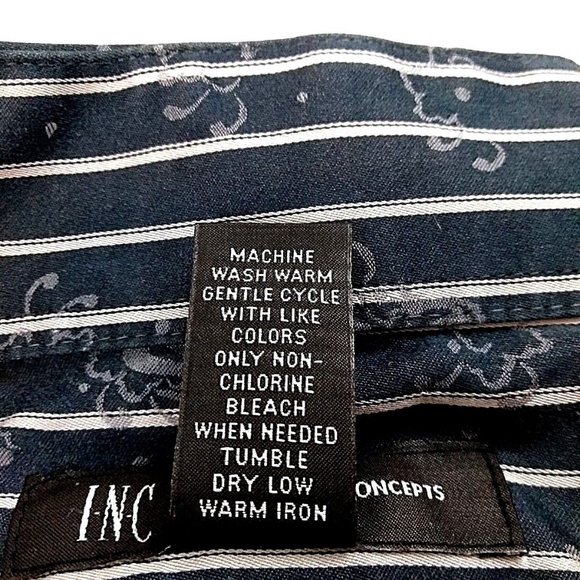 MACHINE
WASH WARM
GENTLE CYCLE
WITH LIKE
COLORS
ONLY NON-
CHLORINE
BLEACH
WHEN NEEDED
TUMBLE
DRY LOW
WARM IRON
I·N·C ONCEPTS